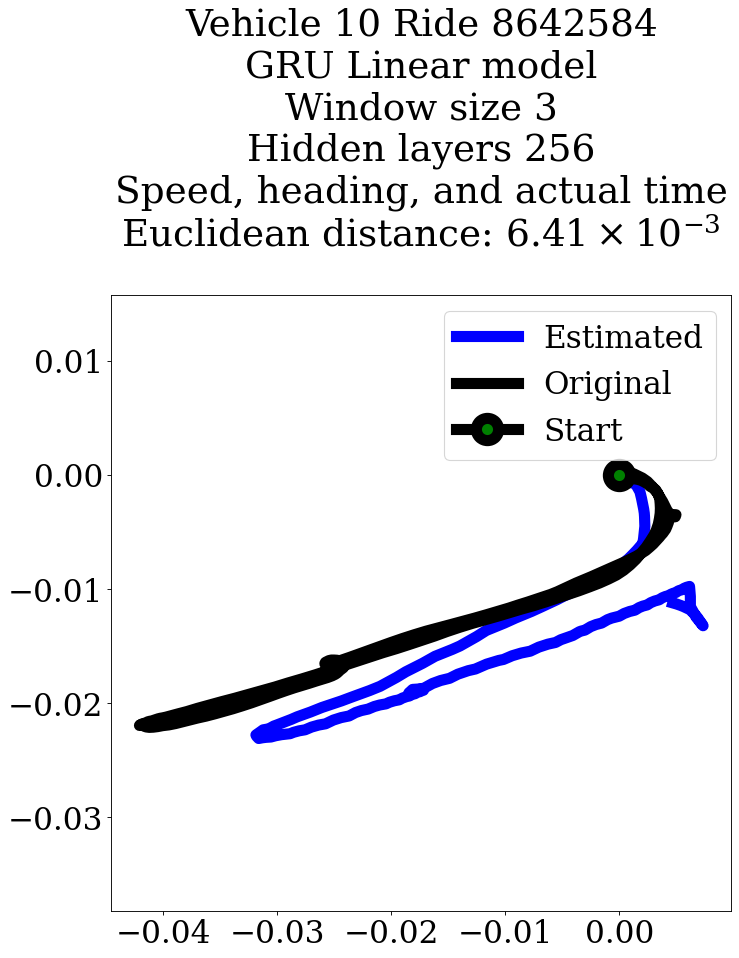 Vehicle 10 Ride 8642584
GRU Linear model
Window size 3
Hidden layers 256
Speed, heading, and actual time
Euclidean distance: 6.41 × 10⁻³
Estimated
Original
Start
0.01
0.00
−0.01
−0.02
−0.03
−0.04 −0.03 −0.02 −0.01 0.00